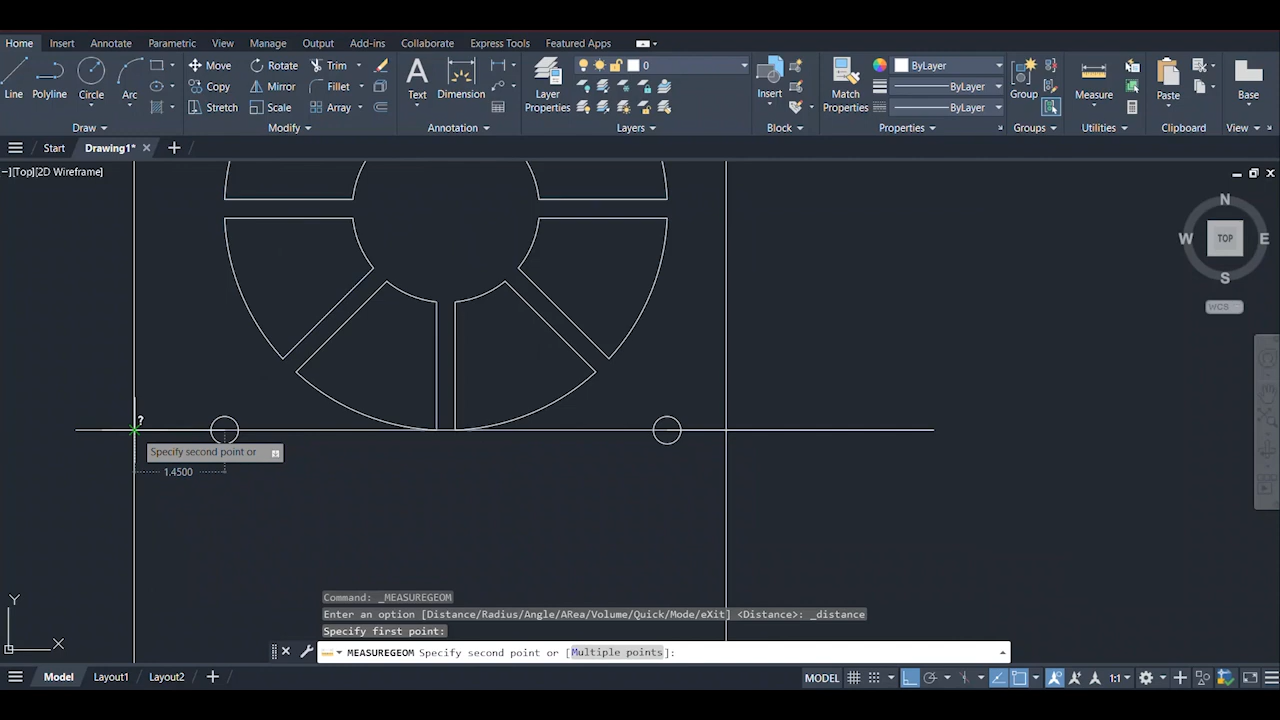 Home Insert Annotate Parametric View Manage Output Add-ins Collaborate Express Tools Featured Apps
Move Rotate Trim 0
Copy Mirror Fillet ByLayer
Line Polyline Circle Arc Text Dimension Layer Properties Insert Match Properties Group Measure Paste Base
Stretch Scale Array ByLayer
ByLayer
Draw Modify Annotation Layers Block Properties Groups Utilities Clipboard View
Start Drawing1*
−][Top][2D Wireframe]
N
W TOP E
S
WCS
?
Specify second point or
1.4500
Y
X
Command: _MEASUREGEOM
Enter an option [Distance/Radius/Angle/ARea/Volume/Quick/Mode/eXit] <Distance>: _distance
Specify first point:
MEASUREGEOM Specify second point or [Multiple points]:
Model Layout1 Layout2 MODEL 1:1